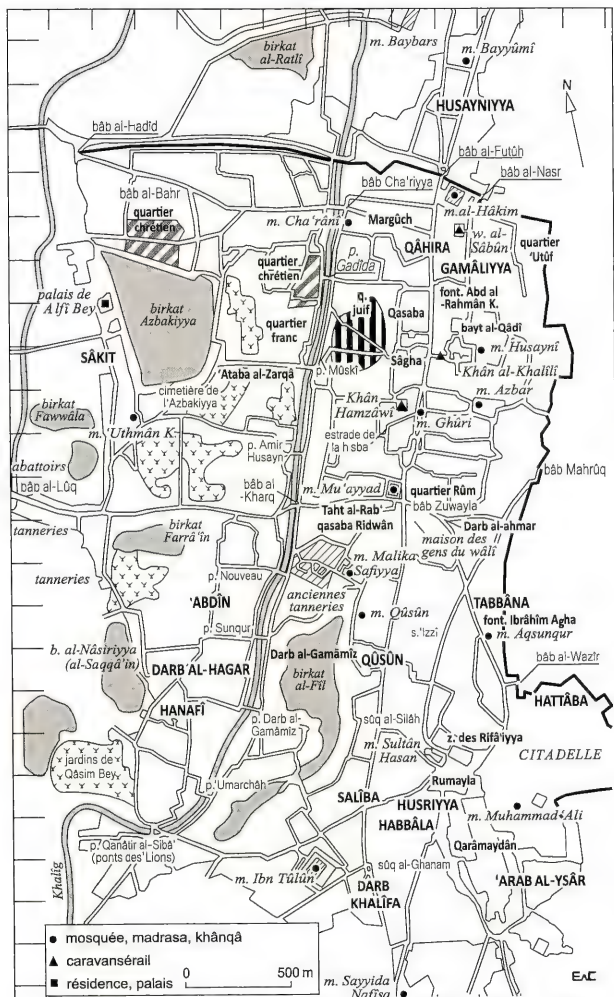 birkat
al-Ratlî
m. Baybars
m. Bayyûmî
HUSAYNIYYA
N
bâb al-Hadîd
bâb al-Futûh
bâb al-Nasr
bâb Cha'riyya
bâb al-Bahr
quartier
chrétien
m. Cha'rânî
Margûch
m.al-Hâkim
w. al-
Sâbûn
QÂHIRA
quartier
'Utûf
p.
Gadîda
GAMÂLIYYA
quartier
chrétien
font. Abd al
-Rahmân K.
palais de
Alfî Bey
birkat
Azbakiyya
q.
juif
Qasaba
bayt al-Qâdî
quartier
franc
m. Husaynî
SÂKIT
'Ataba al-Zarqâ
p. Mûskî
Sâgha
Khân al-Khalîlî
cimetière de
l'Azbakiyya
Khân
Hamzâwî
m. Azhar
birkat
Fawwâla
m. 'Uthmân K.
m. Ghûri
estrade de
la hisba
p. Amir
Husayn
abattoirs
bâb al-Lûq
bâb al
-Kharq
m. Mu'ayyad
bâb Mahrûq
Taht al-Rab'
quartier Rûm
bâb Zuwayla
qasaba Ridwân
tanneries
birkat
Farrâ'în
Darb al-ahmar
maison des
gens du wâlî
m. Malika
Safiyya
tanneries
p. Nouveau
anciennes
tanneries
'ABDÎN
TABBÂNA
font. Ibrâhîm Agha
m. Qûsûn
m. Aqsunqur
p. Sunqur
s.'Izzî
b. al-Nâsiriyya
(al-Saqqâ'in)
Darb al-Gamâmîz
QÛSÛN
bâb al-Wazîr
DARB AL-HAGAR
birkat
al-Fîl
HATTÂBA
HANAFÎ
p. Darb al-
Gamâmîz
sûq al-Silâh
z. des Rifâ'iyya
CITADELLE
m. Sultân
Hasan
jardins de
Qâsim Bey
p. 'Umarchâh
Rumayla
SALÎBA
HUSRIYYA
m. Muhammad 'Ali
HABBÂLA
p. Qanâtir al-Sibâ'
(ponts des Lions)
Qarâmaydân
Khalîg
m. Ibn Tûlûn
sûq al-Ghanam
'ARAB AL-YSÂR
DARB
KHALÎFA
m. Sayyida
Nafîsa
mosquée, madrasa, khânqâ
caravansérail
résidence, palais
0 500 m